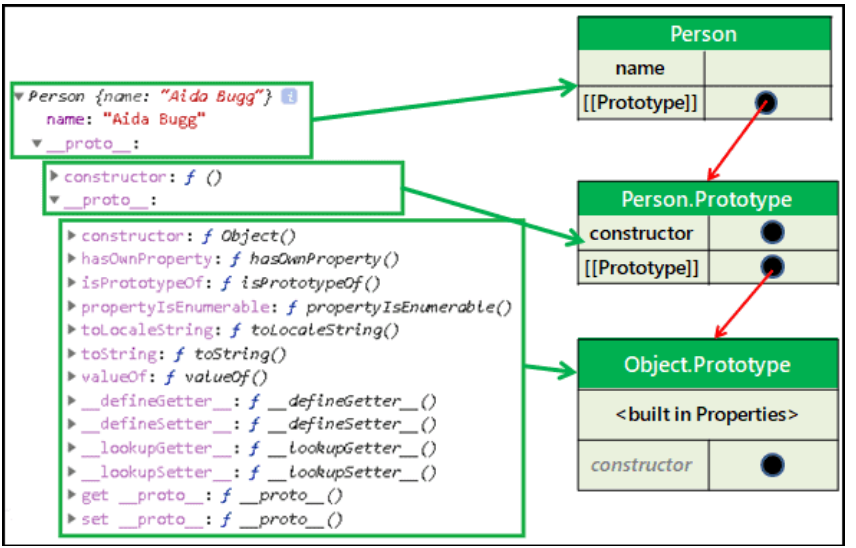 Person {name: "Aida Bugg"} i
name: "Aida Bugg"
__proto__:
constructor: ƒ ()
__proto__:
constructor: ƒ Object()
hasOwnProperty: ƒ hasOwnProperty()
isPrototypeOf: ƒ isPrototypeOf()
propertyIsEnumerable: ƒ propertyIsEnumerable()
toLocaleString: ƒ toLocaleString()
toString: ƒ toString()
valueOf: ƒ valueOf()
__defineGetter__: ƒ __defineGetter__()
__defineSetter__: ƒ __defineSetter__()
__lookupGetter__: ƒ __lookupGetter__()
__lookupSetter__: ƒ __lookupSetter__()
get __proto__: ƒ __proto__()
set __proto__: ƒ __proto__()
Person
name
[[Prototype]]
Person.Prototype
constructor
[[Prototype]]
Object.Prototype
<built in Properties>
constructor